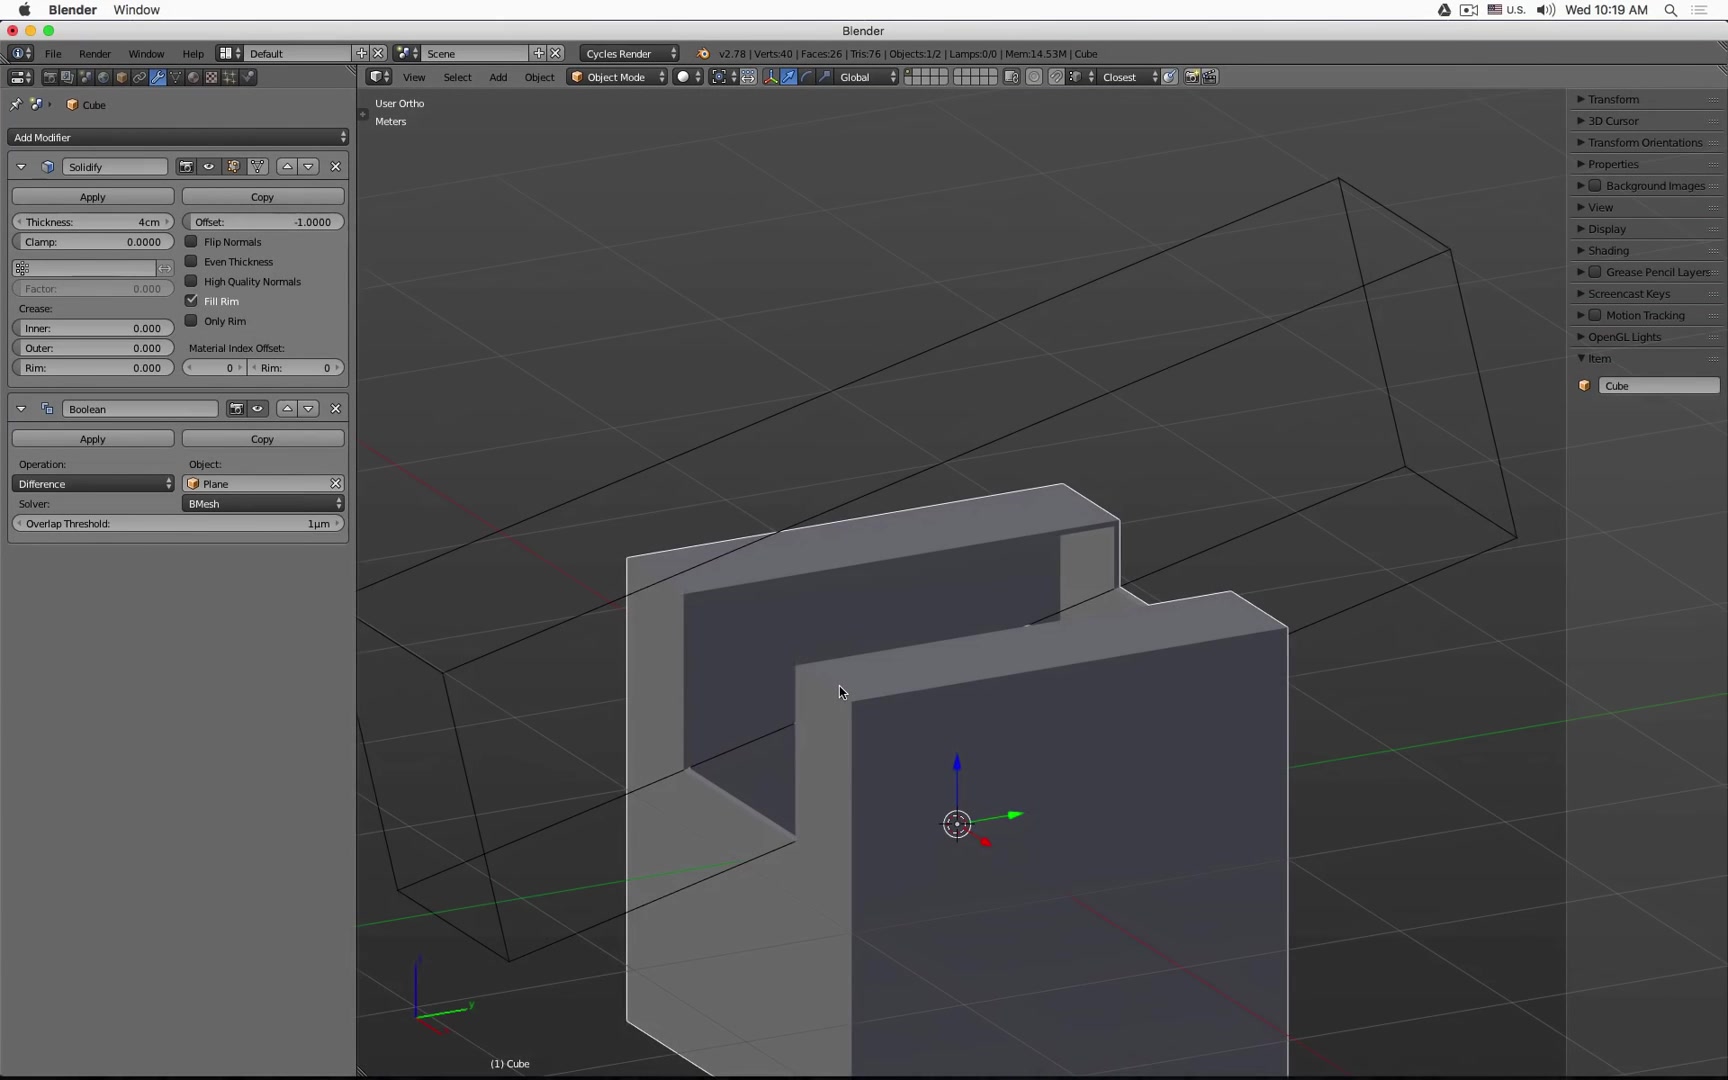 Blender Window U.S. Wed 10:19 AM
Blender
File Render Window Help Default Scene Cycles Render v2.78 | Verts:40 | Faces:26 | Tris:76 | Objects:1/2 | Lamps:0/0 | Mem:14.53M | Cube
View Select Add Object Object Mode Global Closest
Cube
Add Modifier
Solidify
Apply Copy
Thickness: 4cm Offset: -1.0000
Clamp: 0.0000 Flip Normals
Even Thickness
High Quality Normals
Factor: 0.000
Fill Rim
Crease:
Only Rim
Inner: 0.000
Outer: 0.000 Material Index Offset:
Rim: 0.000 0 Rim: 0
Boolean
Apply Copy
Operation: Object:
Difference Plane
Solver: BMesh
Overlap Threshold: 1µm
User Ortho
Meters
(1) Cube
Transform
3D Cursor
Transform Orientations
Properties
Background Images
View
Display
Shading
Grease Pencil Layers
Screencast Keys
Motion Tracking
OpenGL Lights
Item
Cube